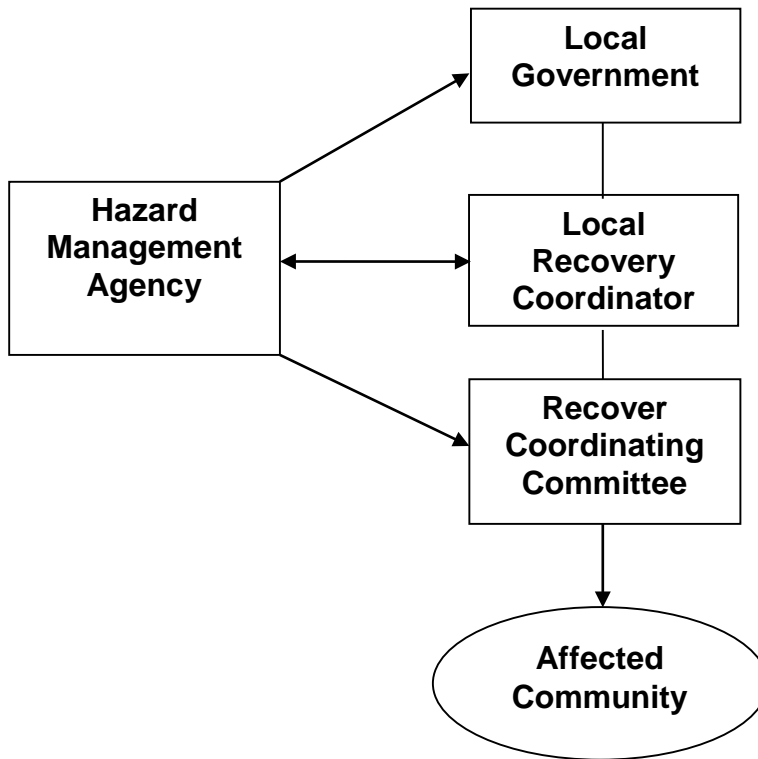 Local
Government
Hazard
Management
Agency
Local
Recovery
Coordinator
Recover
Coordinating
Committee
Affected
Community